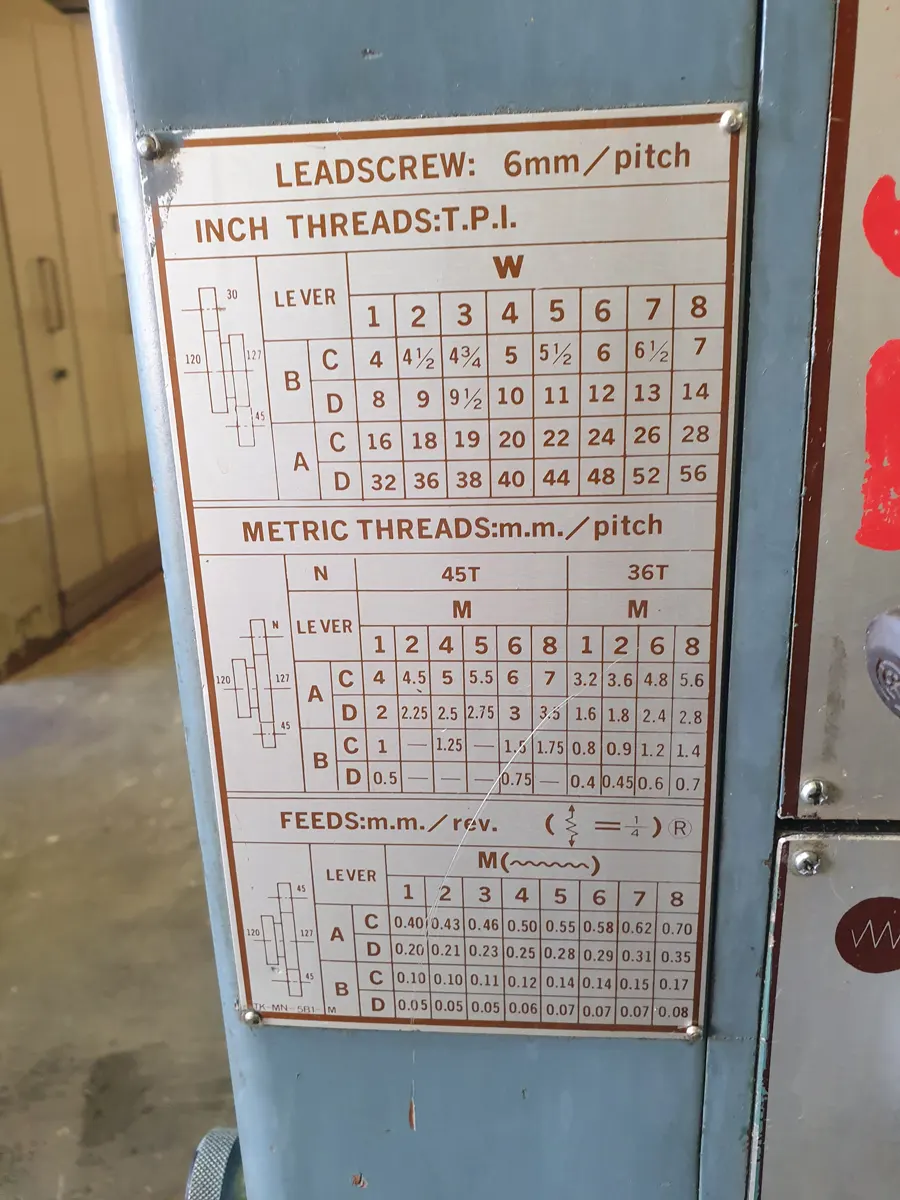 LEADSCREW: 6mm/pitch
INCH THREADS:T.P.I.
LEVER W
1 2 3 4 5 6 7 8
B C 4 4½ 4¾ 5 5½ 6 6½ 7
D 8 9 9½ 10 11 12 13 14
A C 16 18 19 20 22 24 26 28
D 32 36 38 40 44 48 52 56
30
120 127
45
METRIC THREADS:m.m./pitch
N 45T 36T
LEVER M M
1 2 4 5 6 8 1 2 6 8
A C 4 4.5 5 5.5 6 7 3.2 3.6 4.8 5.6
D 2 2.25 2.5 2.75 3 3.5 1.6 1.8 2.4 2.8
B C 1 — 1.25 — 1.5 1.75 0.8 0.9 1.2 1.4
D 0.5 — — — 0.75 — 0.4 0.45 0.6 0.7
N
120 127
45
FEEDS:m.m./rev. ( = ¼ ) Ⓡ
LEVER M( )
1 2 3 4 5 6 7 8
A C 0.40 0.43 0.46 0.50 0.55 0.58 0.62 0.70
D 0.20 0.21 0.23 0.25 0.28 0.29 0.31 0.35
B C 0.10 0.10 0.11 0.12 0.14 0.14 0.15 0.17
D 0.05 0.05 0.05 0.06 0.07 0.07 0.07 0.08
45
120 127
45